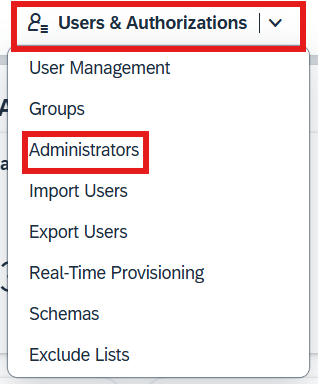 Users & Authorizations
User Management
Groups
Administrators
Import Users
Export Users
Real-Time Provisioning
Schemas
Exclude Lists